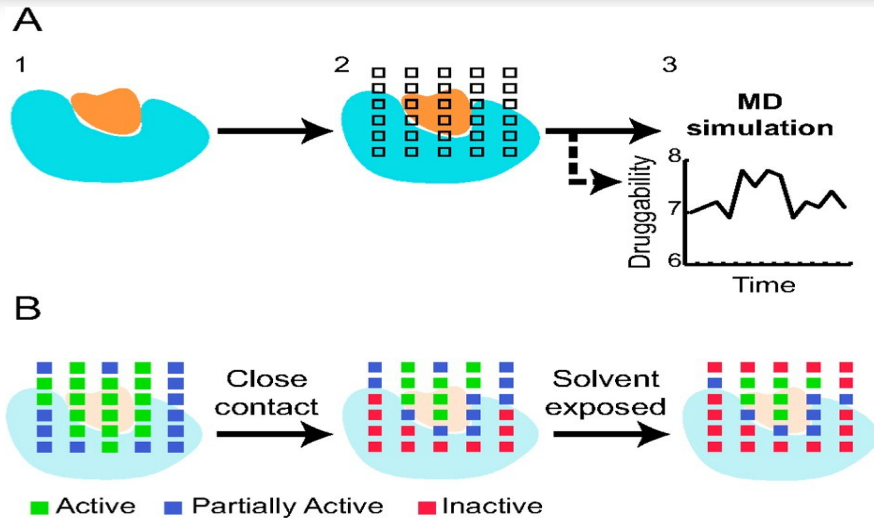 A
1
2
3
MD
simulation
Druggability
8
7
6
Time
B
Close
contact
Solvent
exposed
Active
Partially Active
Inactive